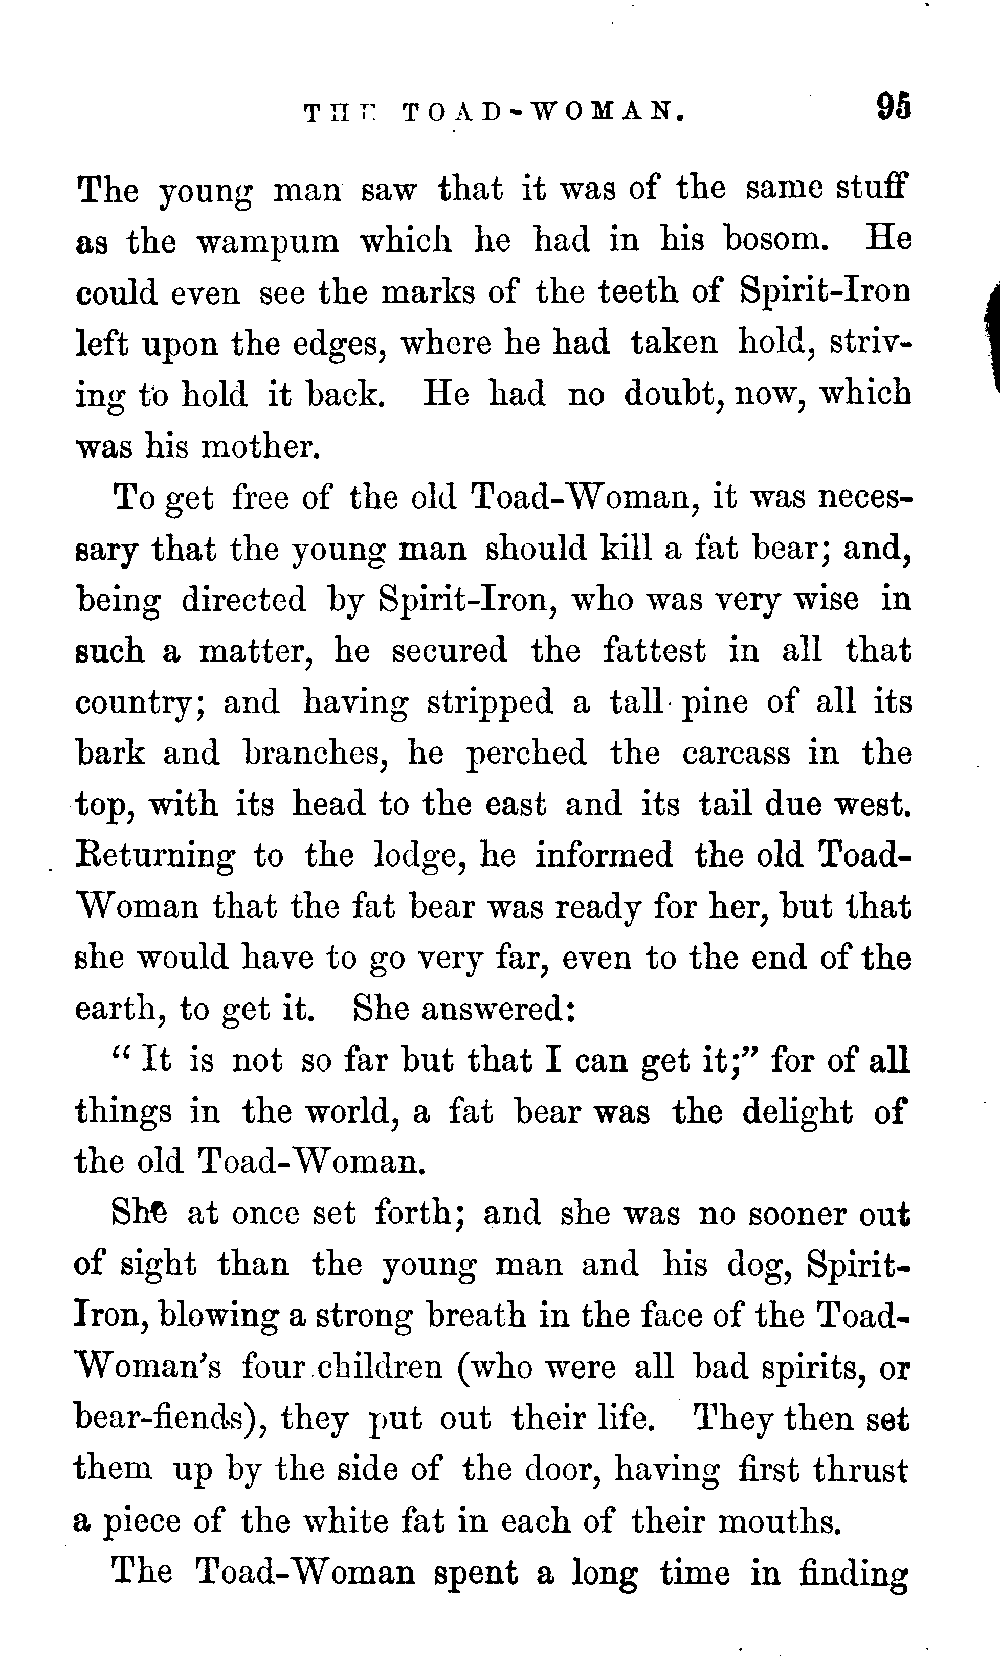 THE TOAD-WOMAN. 95
The young man saw that it was of the same stuff
as the wampum which he had in his bosom. He
could even see the marks of the teeth of Spirit-Iron
left upon the edges, where he had taken hold, striv-
ing to hold it back. He had no doubt, now, which
was his mother.
To get free of the old Toad-Woman, it was neces-
sary that the young man should kill a fat bear; and,
being directed by Spirit-Iron, who was very wise in
such a matter, he secured the fattest in all that
country; and having stripped a tall pine of all its
bark and branches, he perched the carcass in the
top, with its head to the east and its tail due west.
Returning to the lodge, he informed the old Toad-
Woman that the fat bear was ready for her, but that
she would have to go very far, even to the end of the
earth, to get it. She answered:
"It is not so far but that I can get it;" for of all
things in the world, a fat bear was the delight of
the old Toad-Woman.
She at once set forth; and she was no sooner out
of sight than the young man and his dog, Spirit-
Iron, blowing a strong breath in the face of the Toad-
Woman's four children (who were all bad spirits, or
bear-fiends), they put out their life. They then set
them up by the side of the door, having first thrust
a piece of the white fat in each of their mouths.
The Toad-Woman spent a long time in finding